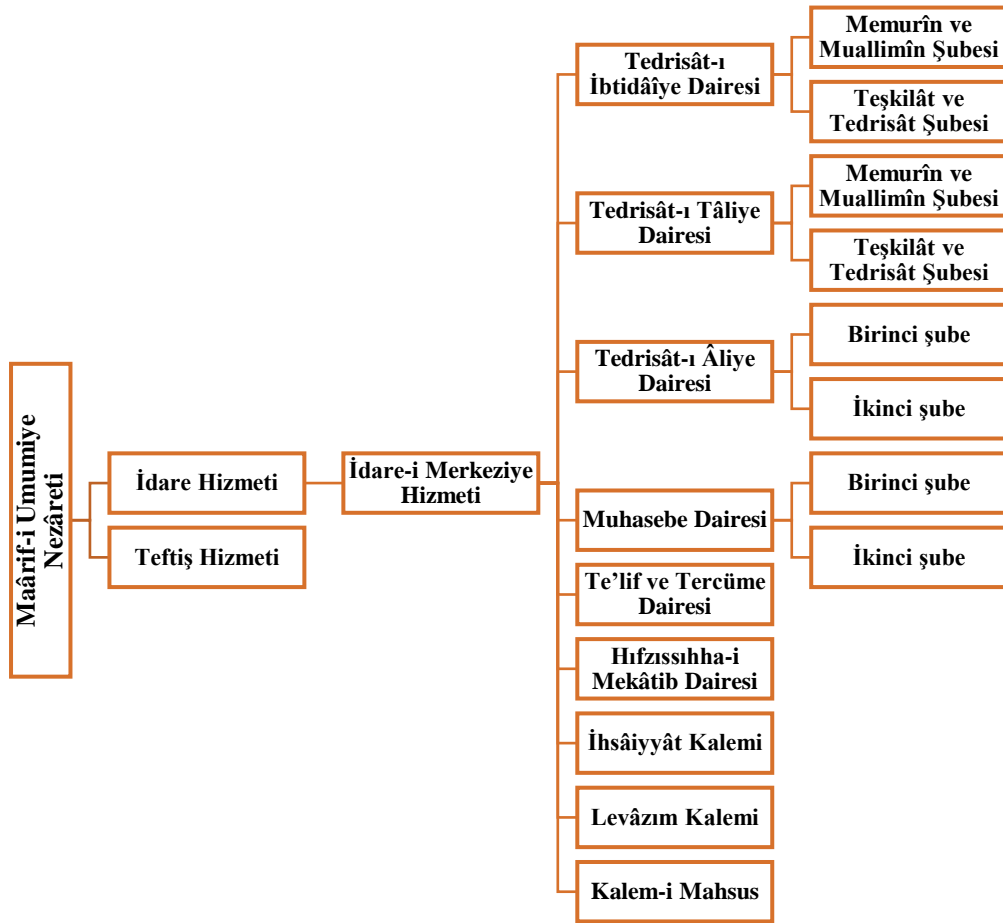 Maârif-i Umumiye
Nezâreti
İdare Hizmeti
Teftiş Hizmeti
İdare-i Merkeziye
Hizmeti
Tedrisât-ı
İbtidâîye Dairesi
Memurîn ve
Muallimîn Şubesi
Teşkilât ve
Tedrisât Şubesi
Tedrisât-ı Tâliye
Dairesi
Memurîn ve
Muallimîn Şubesi
Teşkilât ve
Tedrisât Şubesi
Tedrisât-ı Âliye
Dairesi
Birinci şube
İkinci şube
Muhasebe Dairesi
Birinci şube
İkinci şube
Te’lif ve Tercüme
Dairesi
Hıfzıssıhha-i
Mekâtib Dairesi
İhsâiyyât Kalemi
Levâzım Kalemi
Kalem-i Mahsus